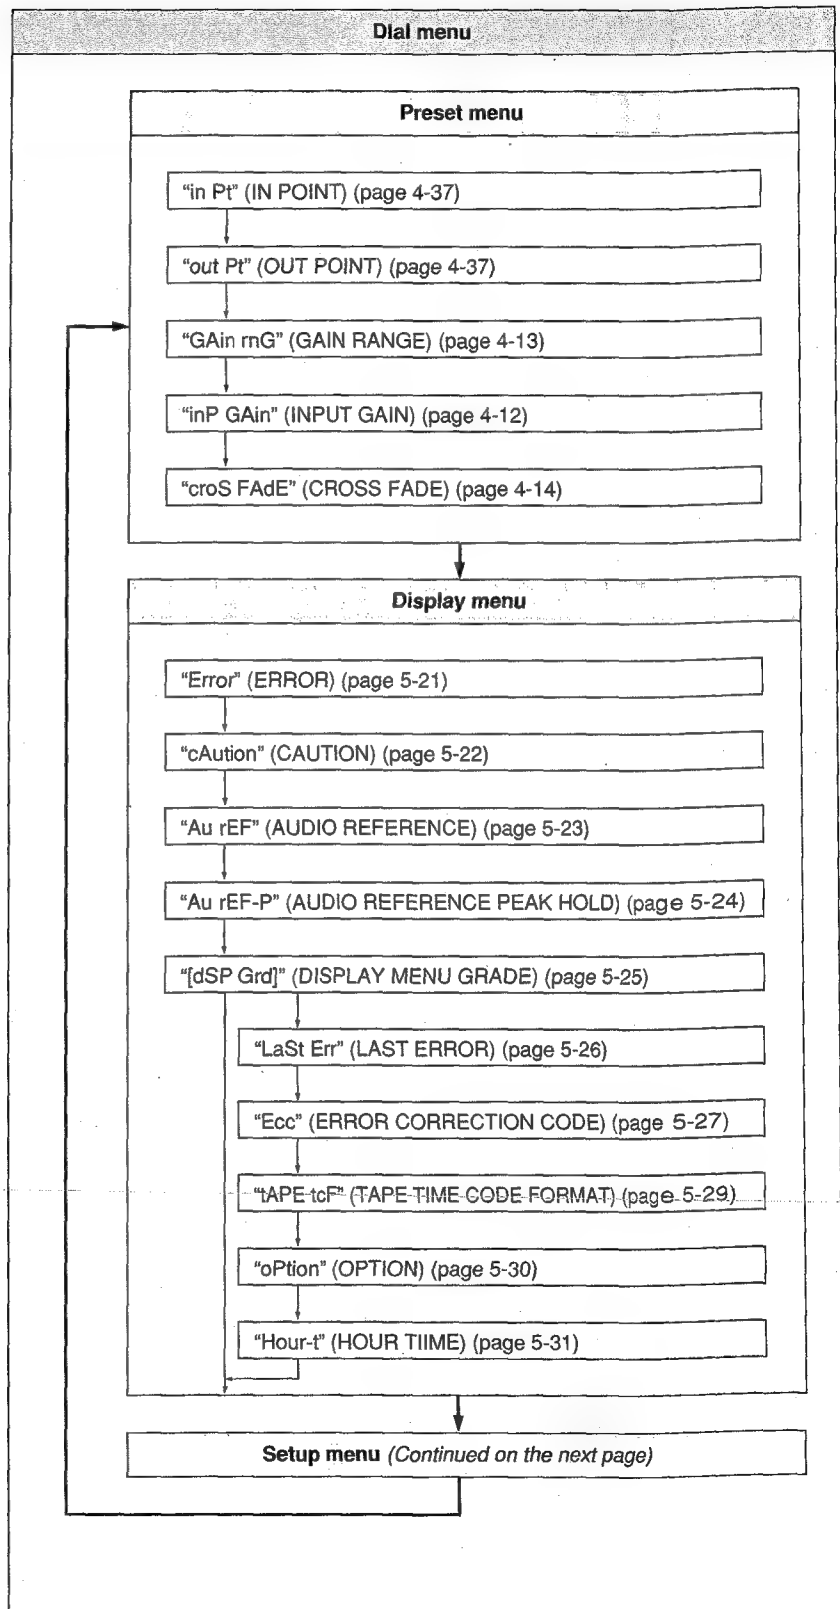 Dial menu
Preset menu
“in Pt” (IN POINT) (page 4-37)
“out Pt” (OUT POINT) (page 4-37)
“GAin rnG” (GAIN RANGE) (page 4-13)
“inP GAin” (INPUT GAIN) (page 4-12)
“croS FAdE” (CROSS FADE) (page 4-14)
Display menu
“Error” (ERROR) (page 5-21)
“cAution” (CAUTION) (page 5-22)
“Au rEF” (AUDIO REFERENCE) (page 5-23)
“Au rEF-P” (AUDIO REFERENCE PEAK HOLD) (page 5-24)
“[dSP Grd]” (DISPLAY MENU GRADE) (page 5-25)
“LaSt Err” (LAST ERROR) (page 5-26)
“Ecc” (ERROR CORRECTION CODE) (page 5-27)
“tAPE tcF” (TAPE TIME CODE FORMAT) (page 5-29)
“oPtion” (OPTION) (page 5-30)
“Hour-t” (HOUR TIIME) (page 5-31)
Setup menu (Continued on the next page)